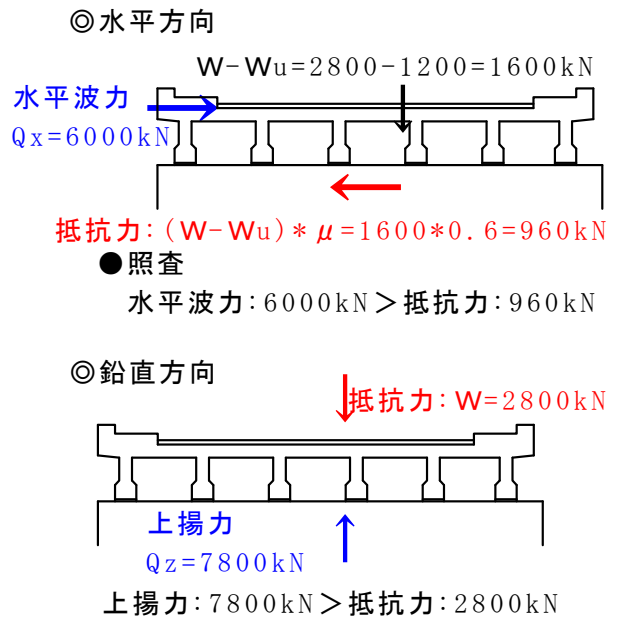 ◎水平方向
W-Wu=2800-1200=1600kN
水平波力
Qx=6000kN
抵抗力:(W-Wu)*μ=1600*0.6=960kN
●照査
水平波力:6000kN>抵抗力:960kN
◎鉛直方向
抵抗力:W=2800kN
上揚力
Qz=7800kN
上揚力:7800kN>抵抗力:2800kN